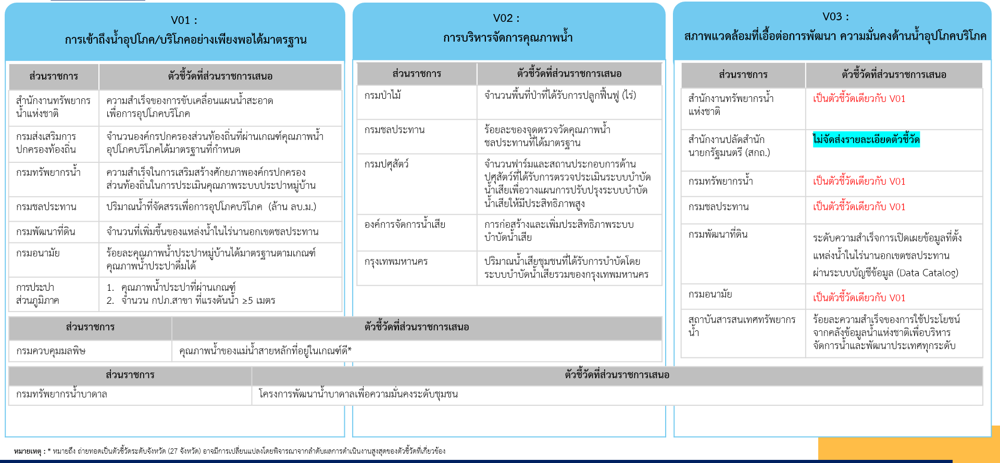 V01 :
การเข้าถึงน้ำอุปโภค/บริโภคอย่างเพียงพอได้มาตรฐาน
ส่วนราชการ ตัวชี้วัดที่ส่วนราชการเสนอ
สำนักงานทรัพยากร ความสำเร็จของการขับเคลื่อนแผนน้ำสะอาด
น้ำแห่งชาติ เพื่อการอุปโภคบริโภค
กรมส่งเสริมการ จำนวนองค์กรปกครองส่วนท้องถิ่นที่ผ่านเกณฑ์คุณภาพน้ำ
ปกครองท้องถิ่น อุปโภคบริโภคได้มาตรฐานที่กำหนด
กรมทรัพยากรน้ำ ความสำเร็จในการเสริมสร้างศักยภาพองค์กรปกครอง
ส่วนท้องถิ่นในการประเมินคุณภาพระบบประปาหมู่บ้าน
กรมชลประทาน ปริมาณน้ำที่จัดสรรเพื่อการอุปโภคบริโภค (ล้าน ลบ.ม.)
กรมพัฒนาที่ดิน จำนวนที่เพิ่มขึ้นของแหล่งน้ำในไร่นานอกเขตชลประทาน
กรมอนามัย ร้อยละคุณภาพน้ำประปาหมู่บ้านได้มาตรฐานตามเกณฑ์
คุณภาพน้ำประปาดื่มได้
การประปา 1. คุณภาพน้ำประปาที่ผ่านเกณฑ์
ส่วนภูมิภาค 2. จำนวน กปภ.สาขา ที่แรงดันน้ำ ≥5 เมตร
V02 :
การบริหารจัดการคุณภาพน้ำ
ส่วนราชการ ตัวชี้วัดที่ส่วนราชการเสนอ
กรมป่าไม้ จำนวนพื้นที่ป่าที่ได้รับการปลูกฟื้นฟู (ไร่)
กรมชลประทาน ร้อยละของจุดตรวจวัดคุณภาพน้ำ
ชลประทานที่ได้มาตรฐาน
กรมปศุสัตว์ จำนวนฟาร์มและสถานประกอบการด้าน
ปศุสัตว์ที่ได้รับการตรวจประเมินระบบบำบัด
น้ำเสียเพื่อวางแผนการปรับปรุงระบบบำบัด
น้ำเสียให้มีประสิทธิภาพสูง
องค์การจัดการน้ำเสีย การก่อสร้างและเพิ่มประสิทธิภาพระบบ
บำบัดน้ำเสีย
กรุงเทพมหานคร ปริมาณน้ำเสียชุมชนที่ได้รับการบำบัดโดย
ระบบบำบัดน้ำเสียรวมของกรุงเทพมหานคร
V03 :
สภาพแวดล้อมที่เอื้อต่อการพัฒนา ความมั่นคงด้านน้ำอุปโภคบริโภค
ส่วนราชการ ตัวชี้วัดที่ส่วนราชการเสนอ
สำนักงานทรัพยากรน้ำ เป็นตัวชี้วัดเดียวกับ V01
แห่งชาติ
สำนักงานปลัดสำนัก ไม่จัดส่งรายละเอียดตัวชี้วัด
นายกรัฐมนตรี (สกถ.)
กรมทรัพยากรน้ำ เป็นตัวชี้วัดเดียวกับ V01
กรมชลประทาน เป็นตัวชี้วัดเดียวกับ V01
กรมพัฒนาที่ดิน ระดับความสำเร็จการเปิดเผยข้อมูลที่ตั้ง
แหล่งน้ำในไร่นานอกเขตชลประทาน
ผ่านระบบบัญชีข้อมูล (Data Catalog)
กรมอนามัย เป็นตัวชี้วัดเดียวกับ V01
สถาบันสารสนเทศทรัพยากร ร้อยละความสำเร็จของการใช้ประโยชน์
น้ำ จากคลังข้อมูลน้ำแห่งชาติเพื่อบริหาร
จัดการน้ำและพัฒนาประเทศทุกระดับ
ส่วนราชการ ตัวชี้วัดที่ส่วนราชการเสนอ
กรมควบคุมมลพิษ คุณภาพน้ำของแม่น้ำสายหลักที่อยู่ในเกณฑ์ดี*
ส่วนราชการ ตัวชี้วัดที่ส่วนราชการเสนอ
กรมทรัพยากรน้ำบาดาล โครงการพัฒนาน้ำบาดาลเพื่อความมั่นคงระดับชุมชน
หมายเหตุ : * หมายถึง ถ่ายทอดเป็นตัวชี้วัดระดับจังหวัด (27 จังหวัด) อาจมีการเปลี่ยนแปลงโดยพิจารณาจากลำดับผลการดำเนินงานสูงสุดของตัวชี้วัดที่เกี่ยวข้อง